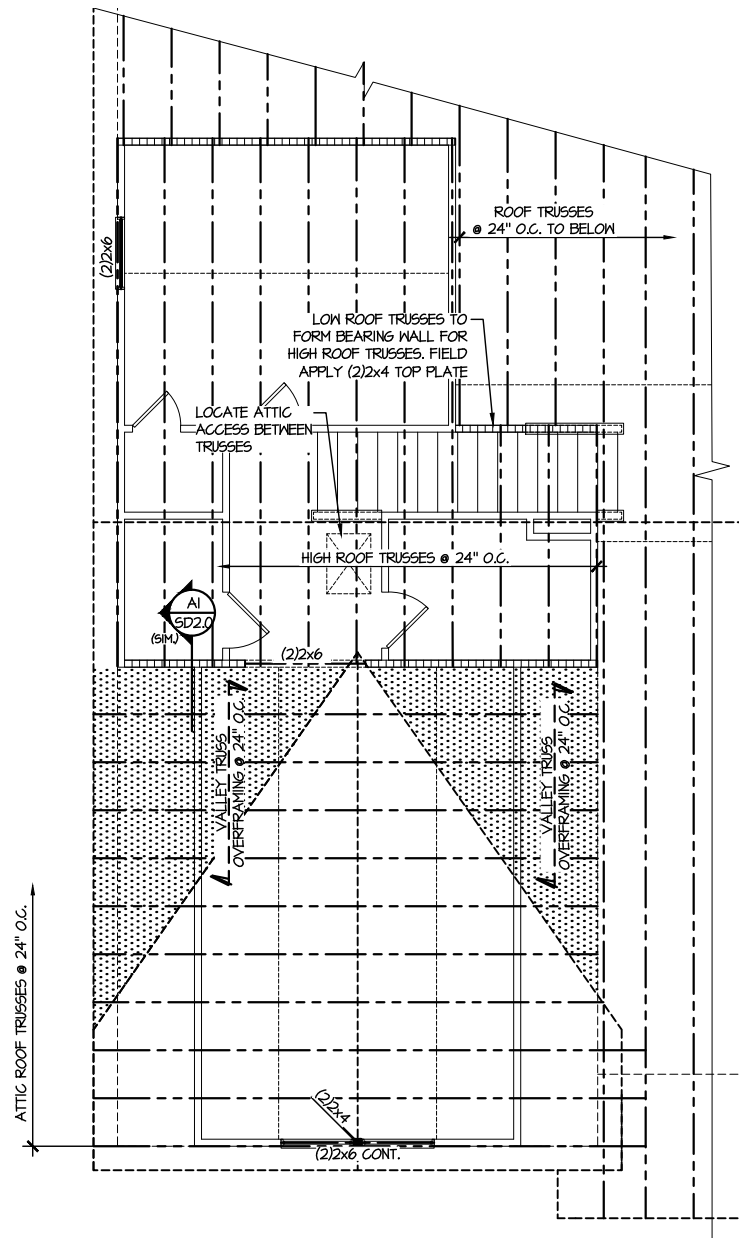 ROOF TRUSSES
@ 24" O.C. TO BELOW
(2)2x6
LOW ROOF TRUSSES TO
FORM BEARING WALL FOR
HIGH ROOF TRUSSES. FIELD
APPLY (2)2x4 TOP PLATE
LOCATE ATTIC
ACCESS BETWEEN
TRUSSES
HIGH ROOF TRUSSES @ 24" O.C.
A1
SD2.0
(SIM.)
(2)2x6
VALLEY TRUSS
OVERFRAMING @ 24" O.C.
VALLEY TRUSS
OVERFRAMING @ 24" O.C.
ATTIC ROOF TRUSSES @ 24" O.C.
(2)2x4
(2)2x6 CONT.